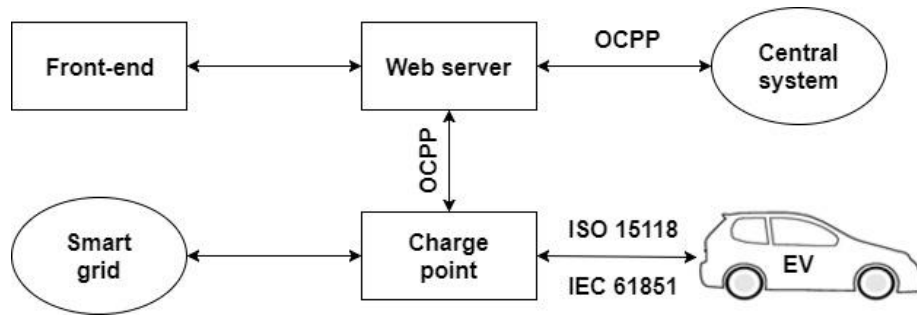 Front-end
Web server
OCPP
Central
system
OCPP
Smart
grid
Charge
point
ISO 15118
IEC 61851
EV